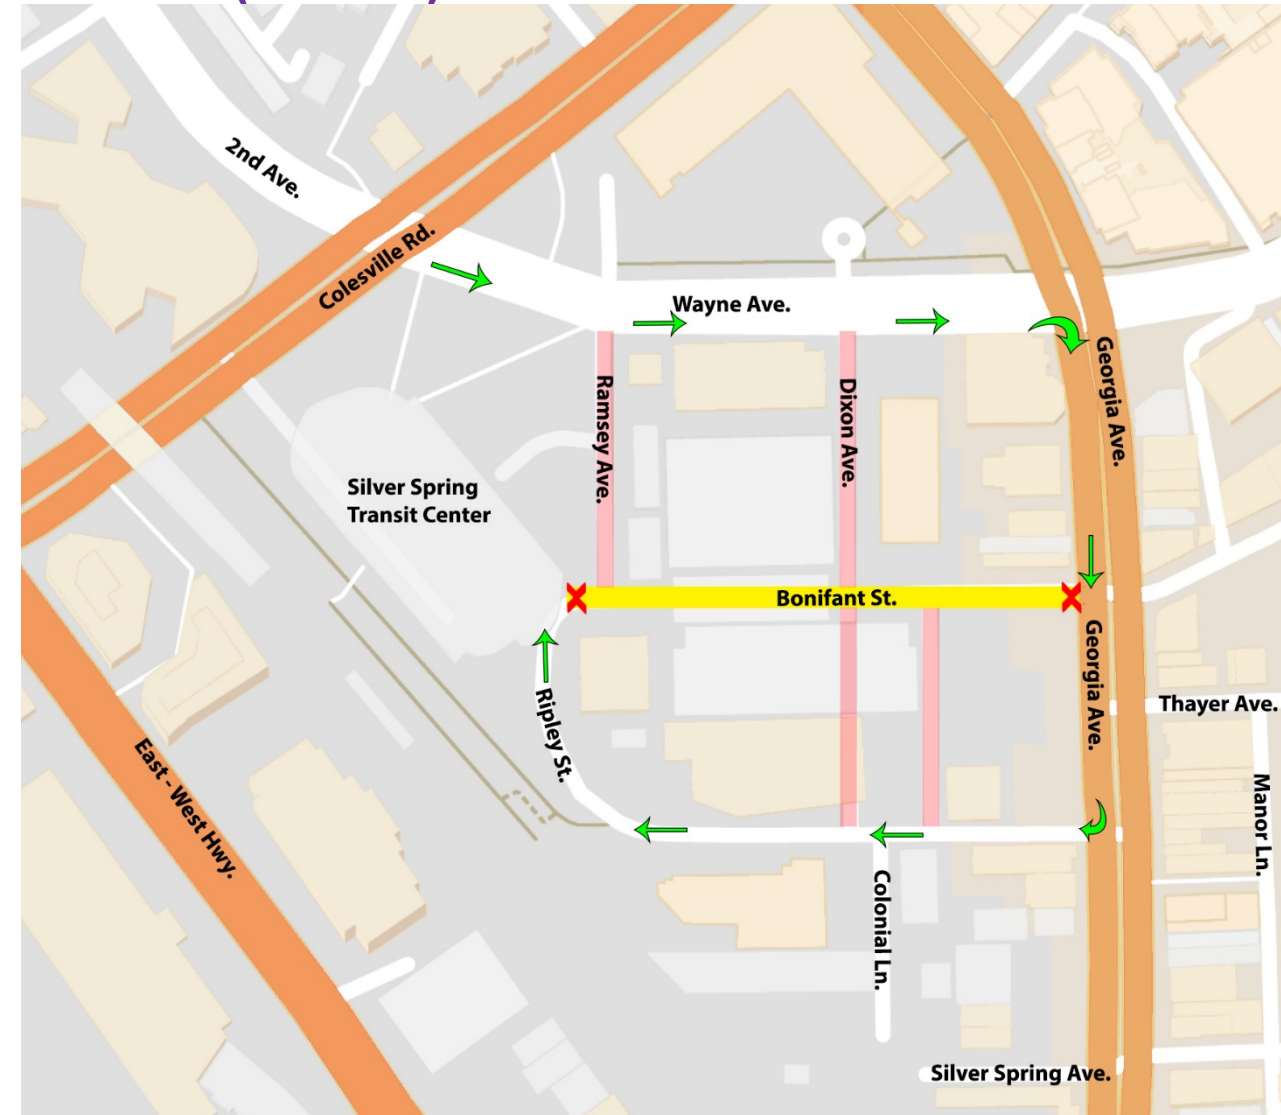 2nd Ave.
Colesville Rd.
Wayne Ave.
Georgia Ave.
Ramsey Ave.
Dixon Ave.
Silver Spring
Transit Center
Bonifant St.
Georgia Ave.
Ripley St.
Thayer Ave.
East - West Hwy.
Manor Ln.
Colonial Ln.
Silver Spring Ave.